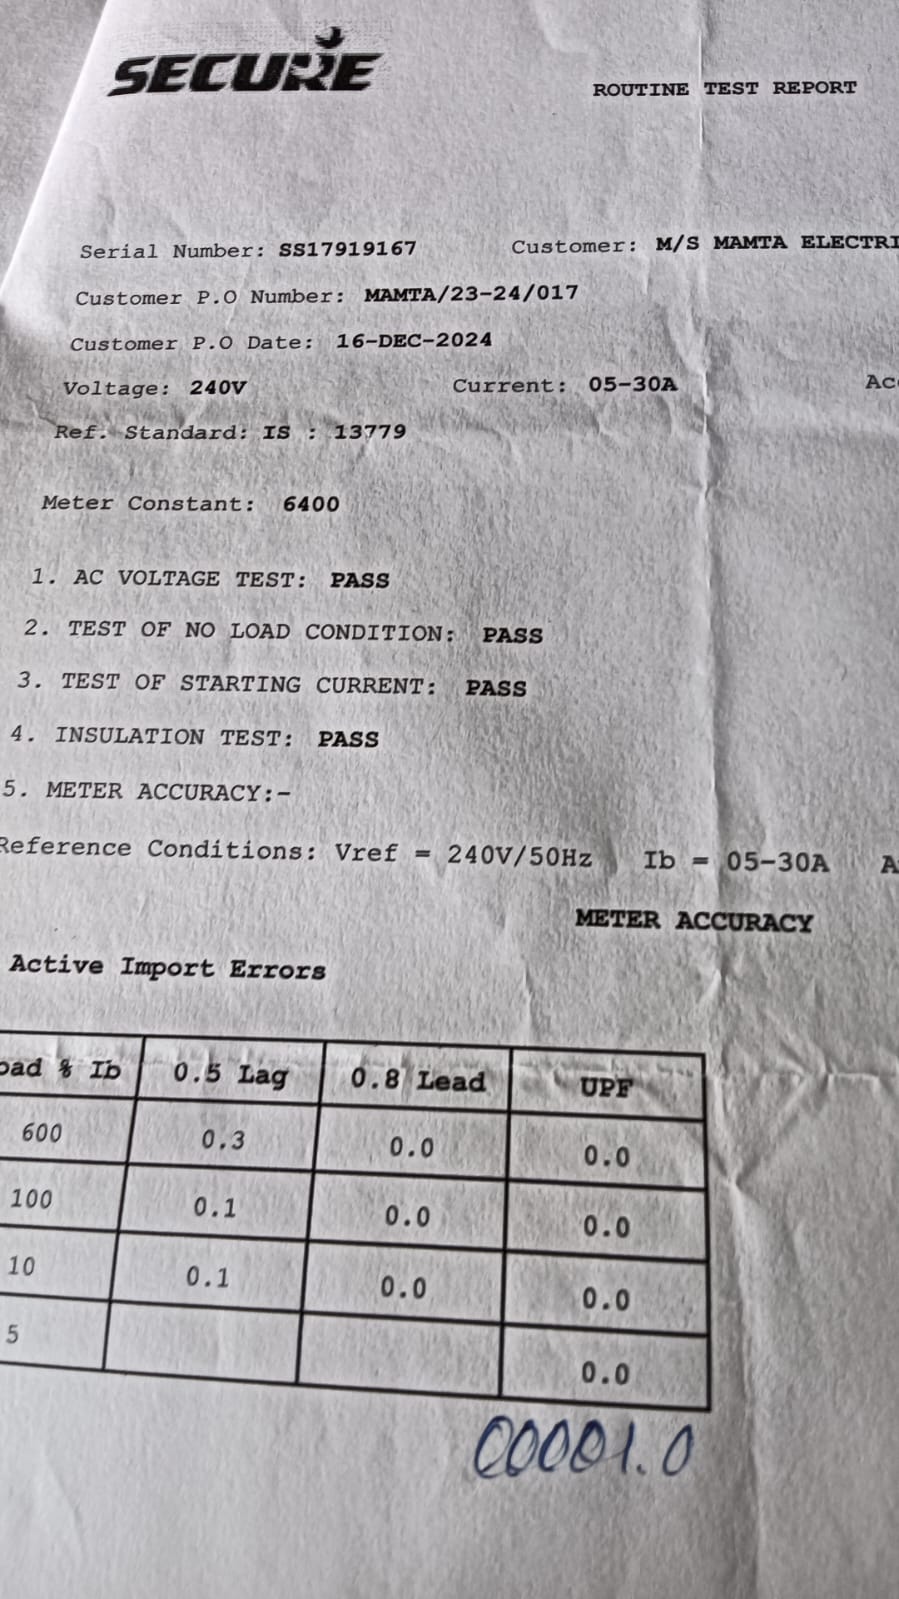 SECURE
ROUTINE TEST REPORT
Serial Number: SS17919167 Customer: M/S MAMTA ELECTRI
Customer P.O Number: MAMTA/23-24/017
Customer P.O Date: 16-DEC-2024
Voltage: 240V Current: 05-30A Ac
Ref. Standard: IS : 13779
Meter Constant: 6400
1. AC VOLTAGE TEST: PASS
2. TEST OF NO LOAD CONDITION: PASS
3. TEST OF STARTING CURRENT: PASS
4. INSULATION TEST: PASS
5. METER ACCURACY:-
Reference Conditions: Vref = 240V/50Hz Ib = 05-30A A
METER ACCURACY
Active Import Errors
oad % Ib 0.5 Lag 0.8 Lead UPF
600 0.3 0.0 0.0
100 0.1 0.0 0.0
10 0.1 0.0 0.0
5 0.0
00001.0